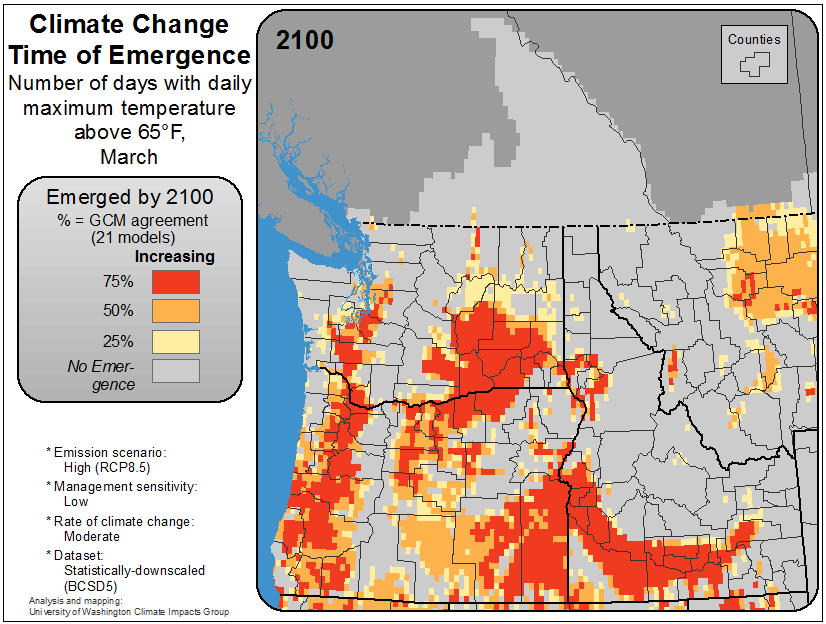 Climate Change
Time of Emergence
Number of days with daily
maximum temperature
above 65°F,
March
Emerged by 2100
% = GCM agreement
(21 models)
Increasing
75%
50%
25%
No Emer-
gence
* Emission scenario:
High (RCP8.5)
* Management sensitivity:
Low
* Rate of climate change:
Moderate
* Dataset:
Statistically-downscaled
(BCSD5)
Analysis and mapping:
University of Washington Climate Impacts Group
2100
Counties